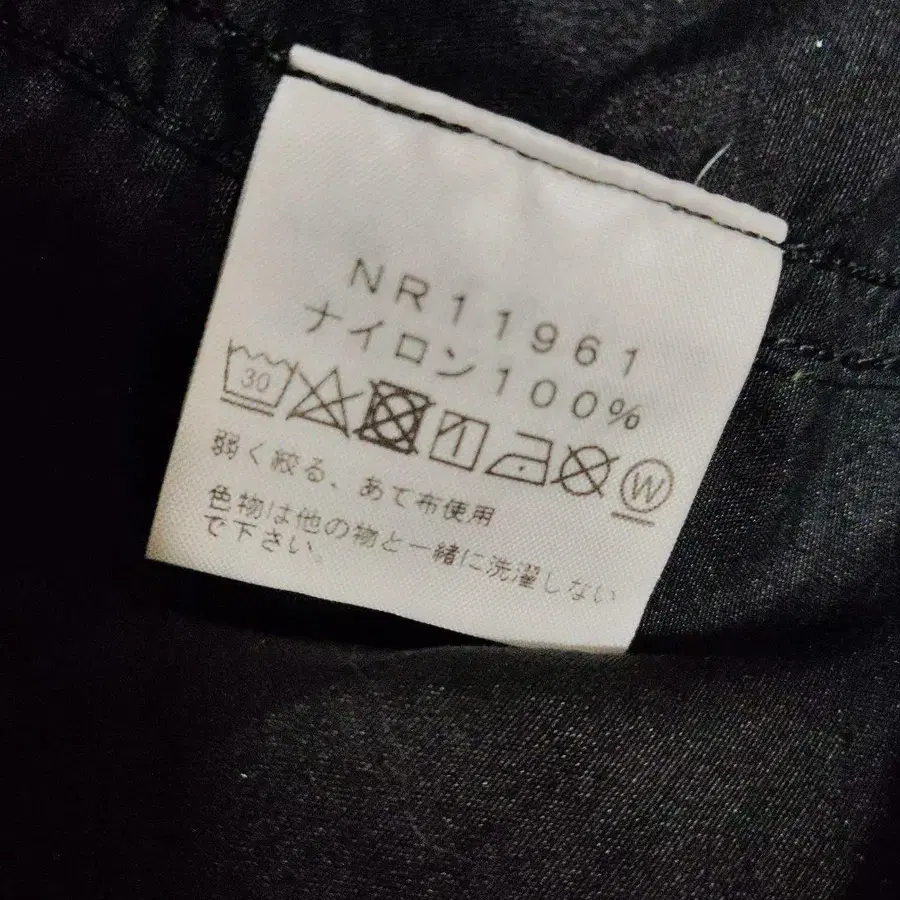 NR11961
ナイロン100%
30 W
弱く絞る、あて布使用
色物は他の物と一緒に洗濯しない
で下さい。